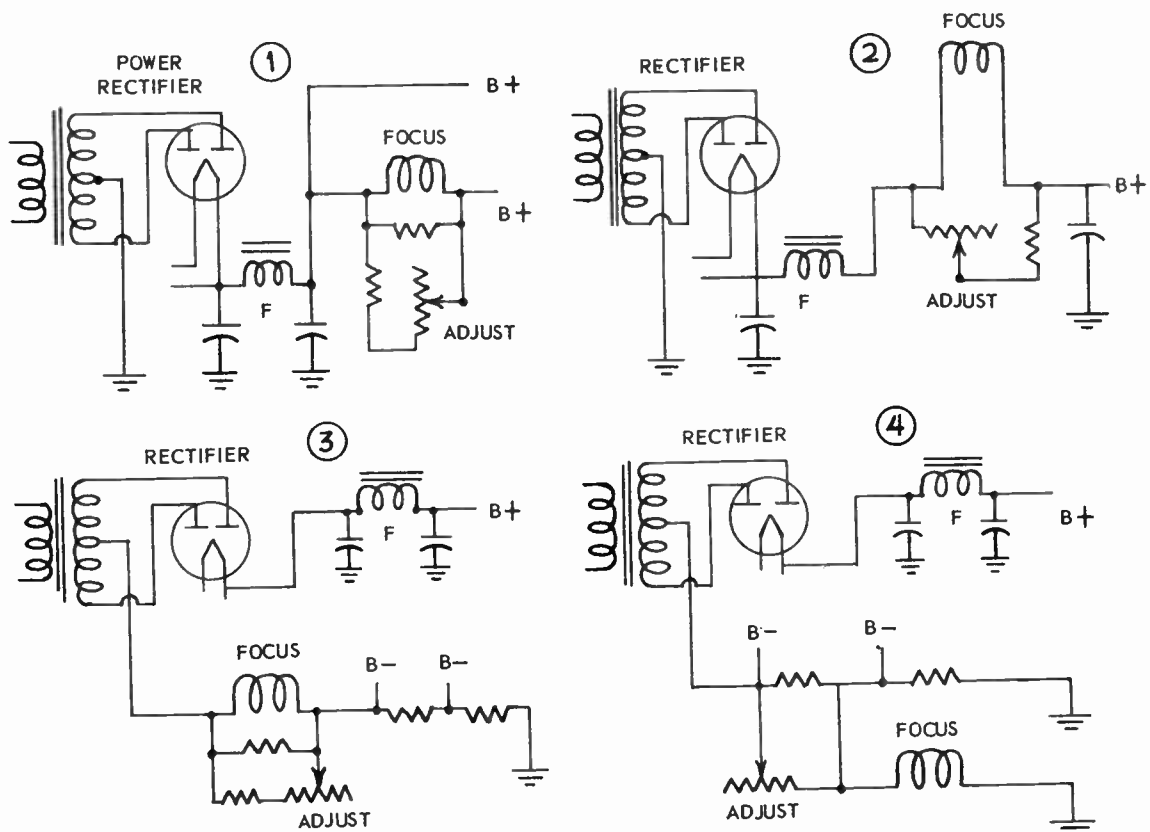 ①
POWER
RECTIFIER
B+
FOCUS
B+
F
ADJUST
②
FOCUS
RECTIFIER
B+
F
ADJUST
③
RECTIFIER
B+
F
FOCUS
B-
B-
ADJUST
④
RECTIFIER
F
B+
B-
B-
FOCUS
ADJUST